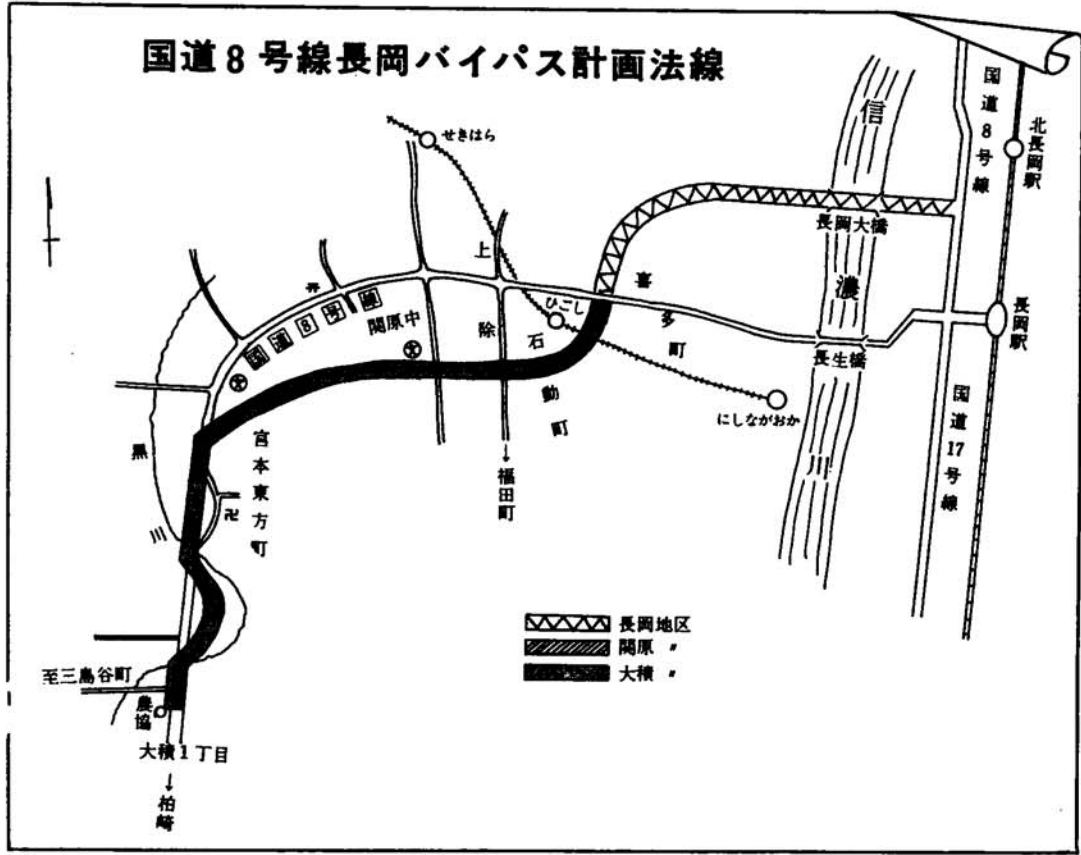 国道8号線長岡バイパス計画法線
せきはら
信濃川
国道8号線
北長岡駅
長岡大橋
上除
喜多町
ひごし
石動町
国道8号線
関原中
長岡駅
長生橋
にしながおか
国道17号線
黒川
宮本東方町
卍
→福田町
長岡地区
関原 〃
大積 〃
至三島谷町
農協
大積1丁目
→柏崎